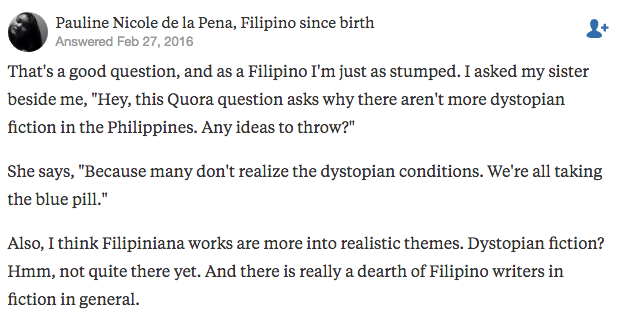 Pauline Nicole de la Pena, Filipino since birth
Answered Feb 27, 2016
That's a good question, and as a Filipino I'm just as stumped. I asked my sister
beside me, "Hey, this Quora question asks why there aren't more dystopian
fiction in the Philippines. Any ideas to throw?"
She says, "Because many don't realize the dystopian conditions. We're all taking
the blue pill."
Also, I think Filipiniana works are more into realistic themes. Dystopian fiction?
Hmm, not quite there yet. And there is really a dearth of Filipino writers in
fiction in general.